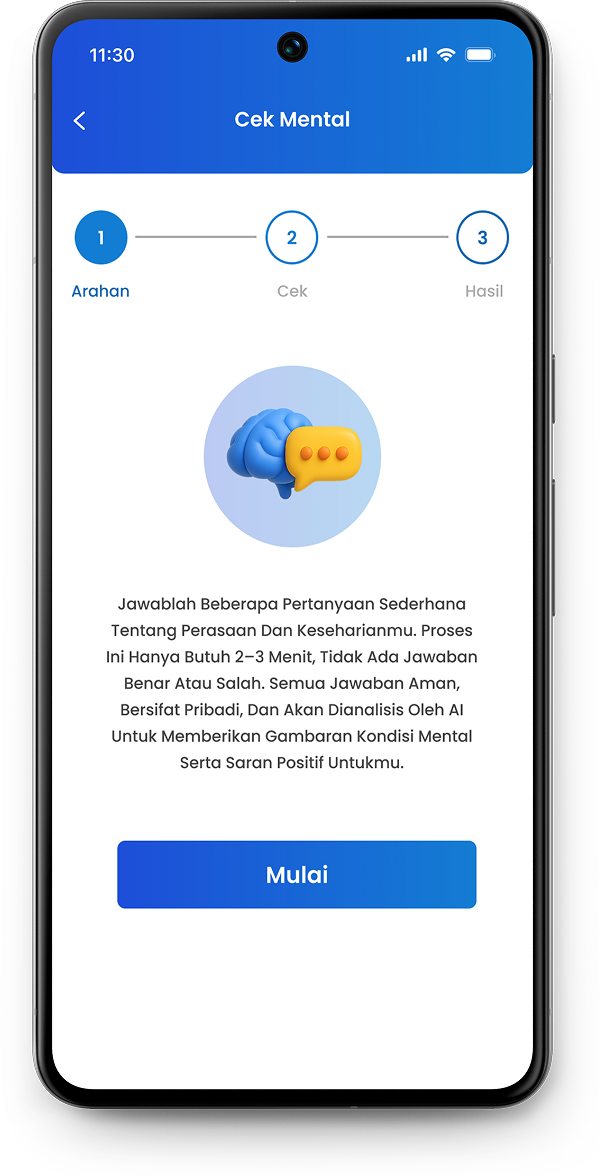 11:30
Cek Mental
1
2
3
Arahan
Cek
Hasil
Jawablah Beberapa Pertanyaan Sederhana
Tentang Perasaan Dan Keseharianmu. Proses
Ini Hanya Butuh 2–3 Menit, Tidak Ada Jawaban
Benar Atau Salah. Semua Jawaban Aman,
Bersifat Pribadi, Dan Akan Dianalisis Oleh AI
Untuk Memberikan Gambaran Kondisi Mental
Serta Saran Positif Untukmu.
Mulai